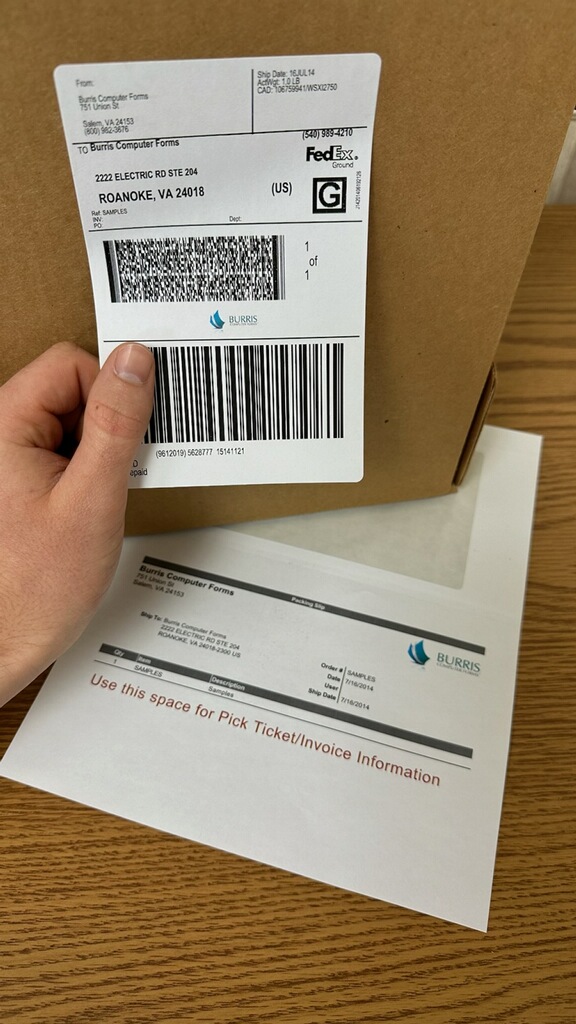 From:
Burris Computer Forms
751 Union St
Salem, VA 24153
(800) 982-3676
Ship Date: 16JUL14
ActWgt: 1.0 LB
CAD: 106759941/WSXI2750
TO Burris Computer Forms
(540) 989-4210
2222 ELECTRIC RD STE 204
ROANOKE, VA 24018
(US)
FedEx.
Ground
G
Ref: SAMPLES
INV:
PO:
Dept:
1
of
1
BURRIS
COMPUTER FORMS
(9612019) 5628777 15141121
epaid
Burris Computer Forms
751 Union St
Salem, VA 24153
Packing Slip
Ship To: Burris Computer Forms
2222 ELECTRIC RD STE 204
ROANOKE, VA 24018-2300 US
BURRIS
COMPUTER FORMS
Order # SAMPLES
Date 7/16/2014
User
Ship Date 7/16/2014
Qty Item Description
1 SAMPLES Samples
Use this space for Pick Ticket/Invoice Information